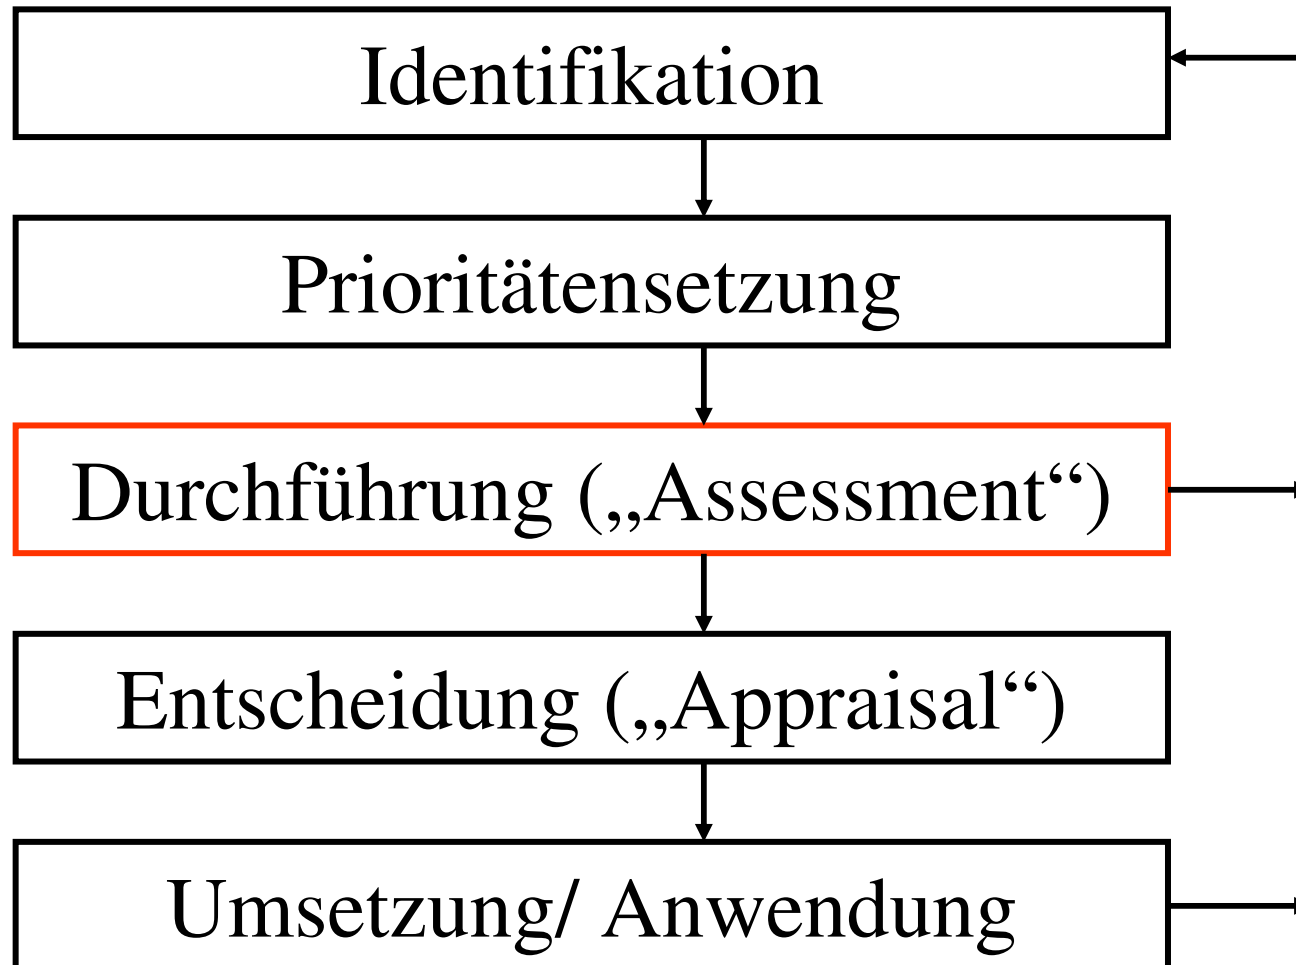 Identifikation
Prioritätensetzung
Durchführung („Assessment“)
Entscheidung („Appraisal“)
Umsetzung/ Anwendung